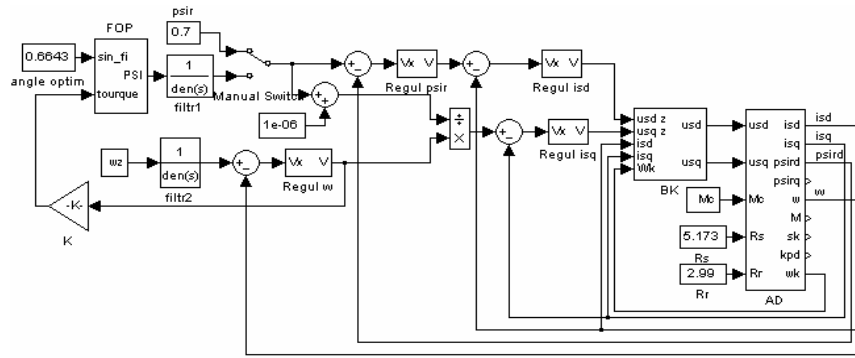 psir
FOP
0.7
0.6643
sin_fi
angle optim
PSI
tourque
1
den(s)
filtr1
Manual Switch
+
-
Vx V
Regul psir
+
-
Vx V
Regul isd
+
+
1e-06
÷
×
+
-
Vx V
Regul isq
wz
1
den(s)
filtr2
+
-
Vx V
Regul w
-K-
K
usd z
usq z
isd
isq
Wk
usd
usq
BK
usd
usq
Mc
Rs
Rr
isd
isq
psird
psirq
w
M
sk
kpd
wk
AD
isd
isq
psird
w
Mc
5.173
Rs
2.99
Rr